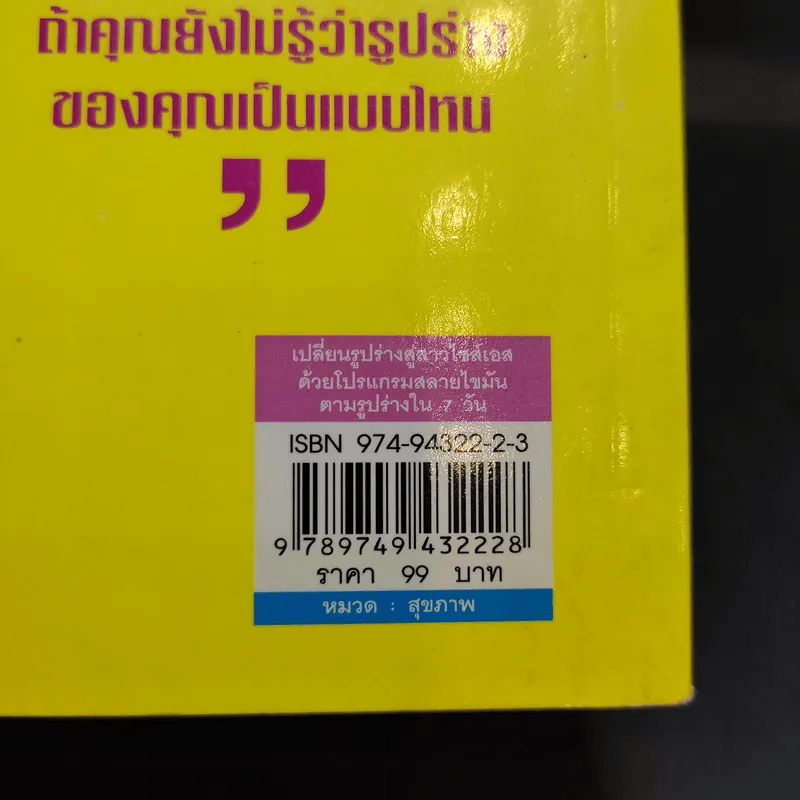 ถ้าคุณยังไม่รู้ว่ารูปร่าง
ของคุณเป็นแบบไหน
”
เปลี่ยนรูปร่างสู่สาวไซส์เอส
ด้วยโปรแกรมสลายไขมัน
ตามรูปร่างใน 7 วัน
ISBN 974-94322-2-3
9 789749 432228
ราคา 99 บาท
หมวด : สุขภาพ